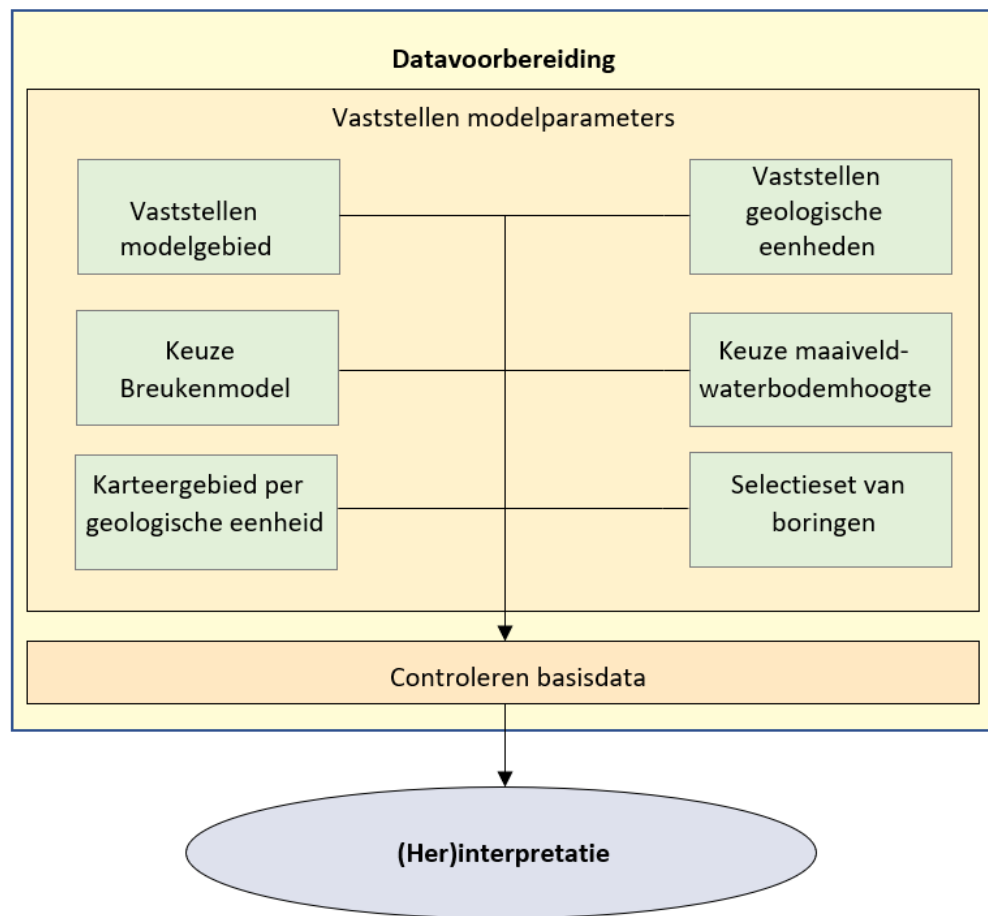 Datavoorbereiding
Vaststellen modelparameters
Vaststellen
modelgebied
Vaststellen
geologische
eenheden
Keuze
Breukenmodel
Keuze maaiveld-
waterbodemhoogte
Karteergebied per
geologische eenheid
Selectieset van
boringen
Controleren basisdata
(Her)interpretatie